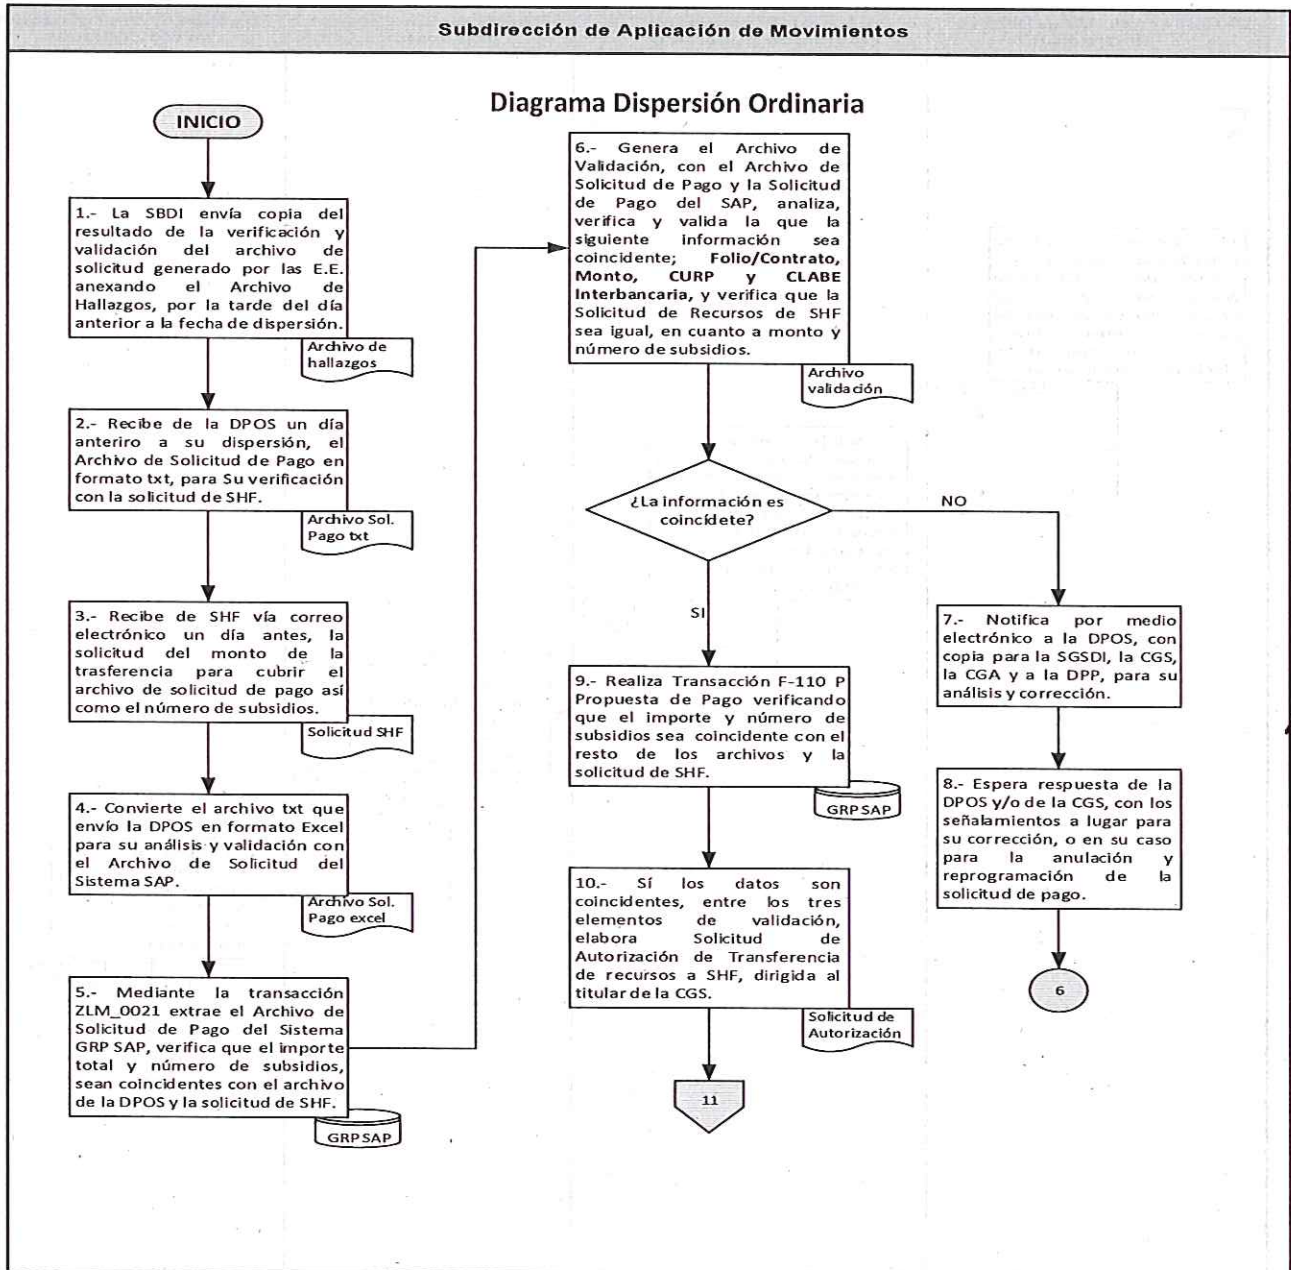 Subdirección de Aplicación de Movimientos
Diagrama Dispersión Ordinaria
INICIO
1.- La SBDI envía copia del
resultado de la verificación y
validación del archivo de
solicitud generado por las E.E.
anexando el Archivo de
Hallazgos, por la tarde del día
anterior a la fecha de dispersión.
Archivo de
hallazgos
2.- Recibe de la DPOS un día
anteriro a su dispersión, el
Archivo de Solicitud de Pago en
formato txt, para Su verificación
con la solicitud de SHF.
Archivo Sol.
Pago txt
3.- Recibe de SHF vía correo
electrónico un día antes, la
solicitud del monto de la
trasferencia para cubrir el
archivo de solicitud de pago así
como el número de subsidios.
Solicitud SHF
4.- Convierte el archivo txt que
envío la DPOS en formato Excel
para su análisis y validación con
el Archivo de Solicitud del
Sistema SAP.
Archivo Sol.
Pago excel
5.- Mediante la transacción
ZLM_0021 extrae el Archivo de
Solicitud de Pago del Sistema
GRP SAP, verifica que el importe
total y número de subsidios,
sean coincidentes con el archivo
de la DPOS y la solicitud de SHF.
GRP SAP
6.- Genera el Archivo de
Validación, con el Archivo de
Solicitud de Pago y la Solicitud
de Pago del SAP, analiza,
verifica y valida la que la
siguiente información sea
coincidente; Folio/Contrato,
Monto, CURP y CLABE
Interbancaria, y verifica que la
Solicitud de Recursos de SHF
sea igual, en cuanto a monto y
número de subsidios.
Archivo
validación
¿La información es
coincídete?
NO
SI
7.- Notifica por medio
electrónico a la DPOS, con
copia para la SGSDI, la CGS,
la CGA y a la DPP, para su
análisis y corrección.
8.- Espera respuesta de la
DPOS y/o de la CGS, con los
señalamientos a lugar para
su corrección, o en su caso
para la anulación y
reprogramación de la
solicitud de pago.
6
9.- Realiza Transacción F-110 P
Propuesta de Pago verificando
que el importe y número de
subsidios sea coincidente con el
resto de los archivos y la
solicitud de SHF.
GRP SAP
10.- Sí los datos son
coincidentes, entre los tres
elementos de validación,
elabora Solicitud de
Autorización de Transferencia
de recursos a SHF, dirigida al
titular de la CGS.
Solicitud de
Autorización
11